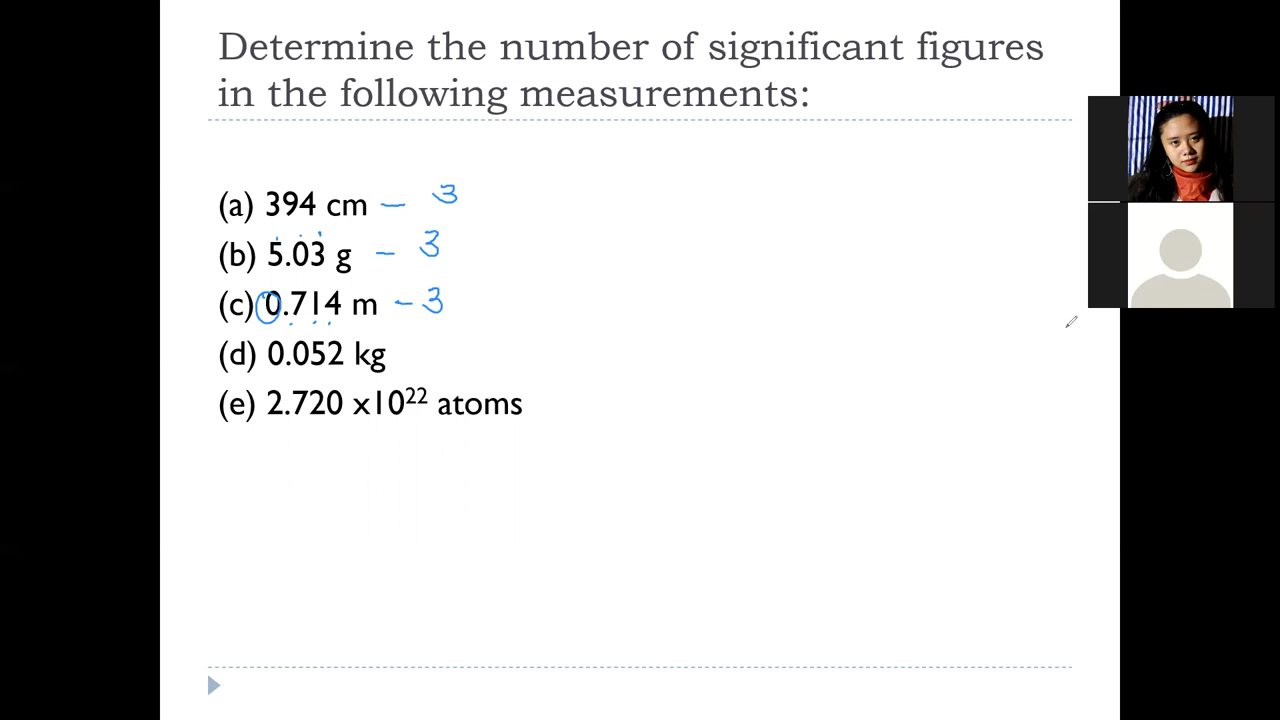 Determine the number of significant figures
in the following measurements:
(a) 394 cm – 3
(b) 5.03 g – 3
(c) 0.714 m – 3
(d) 0.052 kg
(e) 2.720 x10²² atoms